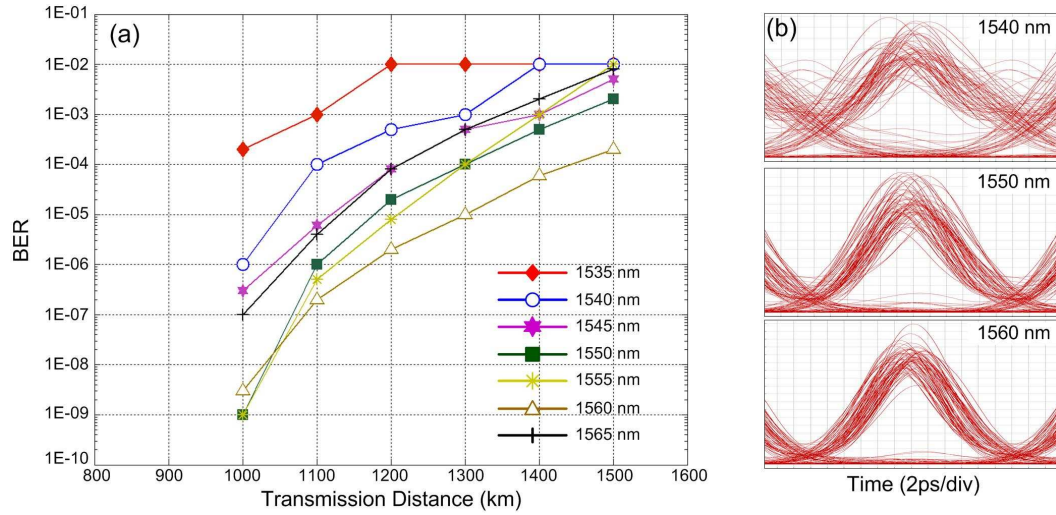 (a)
BER
1E-01
1E-02
1E-03
1E-04
1E-05
1E-06
1E-07
1E-08
1E-09
1E-10
800 900 1000 1100 1200 1300 1400 1500 1600
Transmission Distance (km)
1535 nm
1540 nm
1545 nm
1550 nm
1555 nm
1560 nm
1565 nm
(b)
1540 nm
1550 nm
1560 nm
Time (2ps/div)